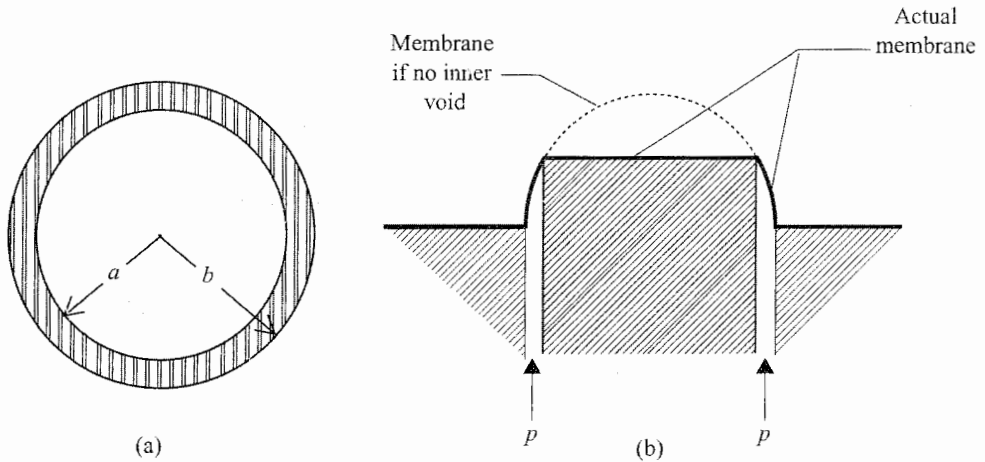 Membrane
if no inner
void
Actual
membrane
a
b
p
p
(a)
(b)